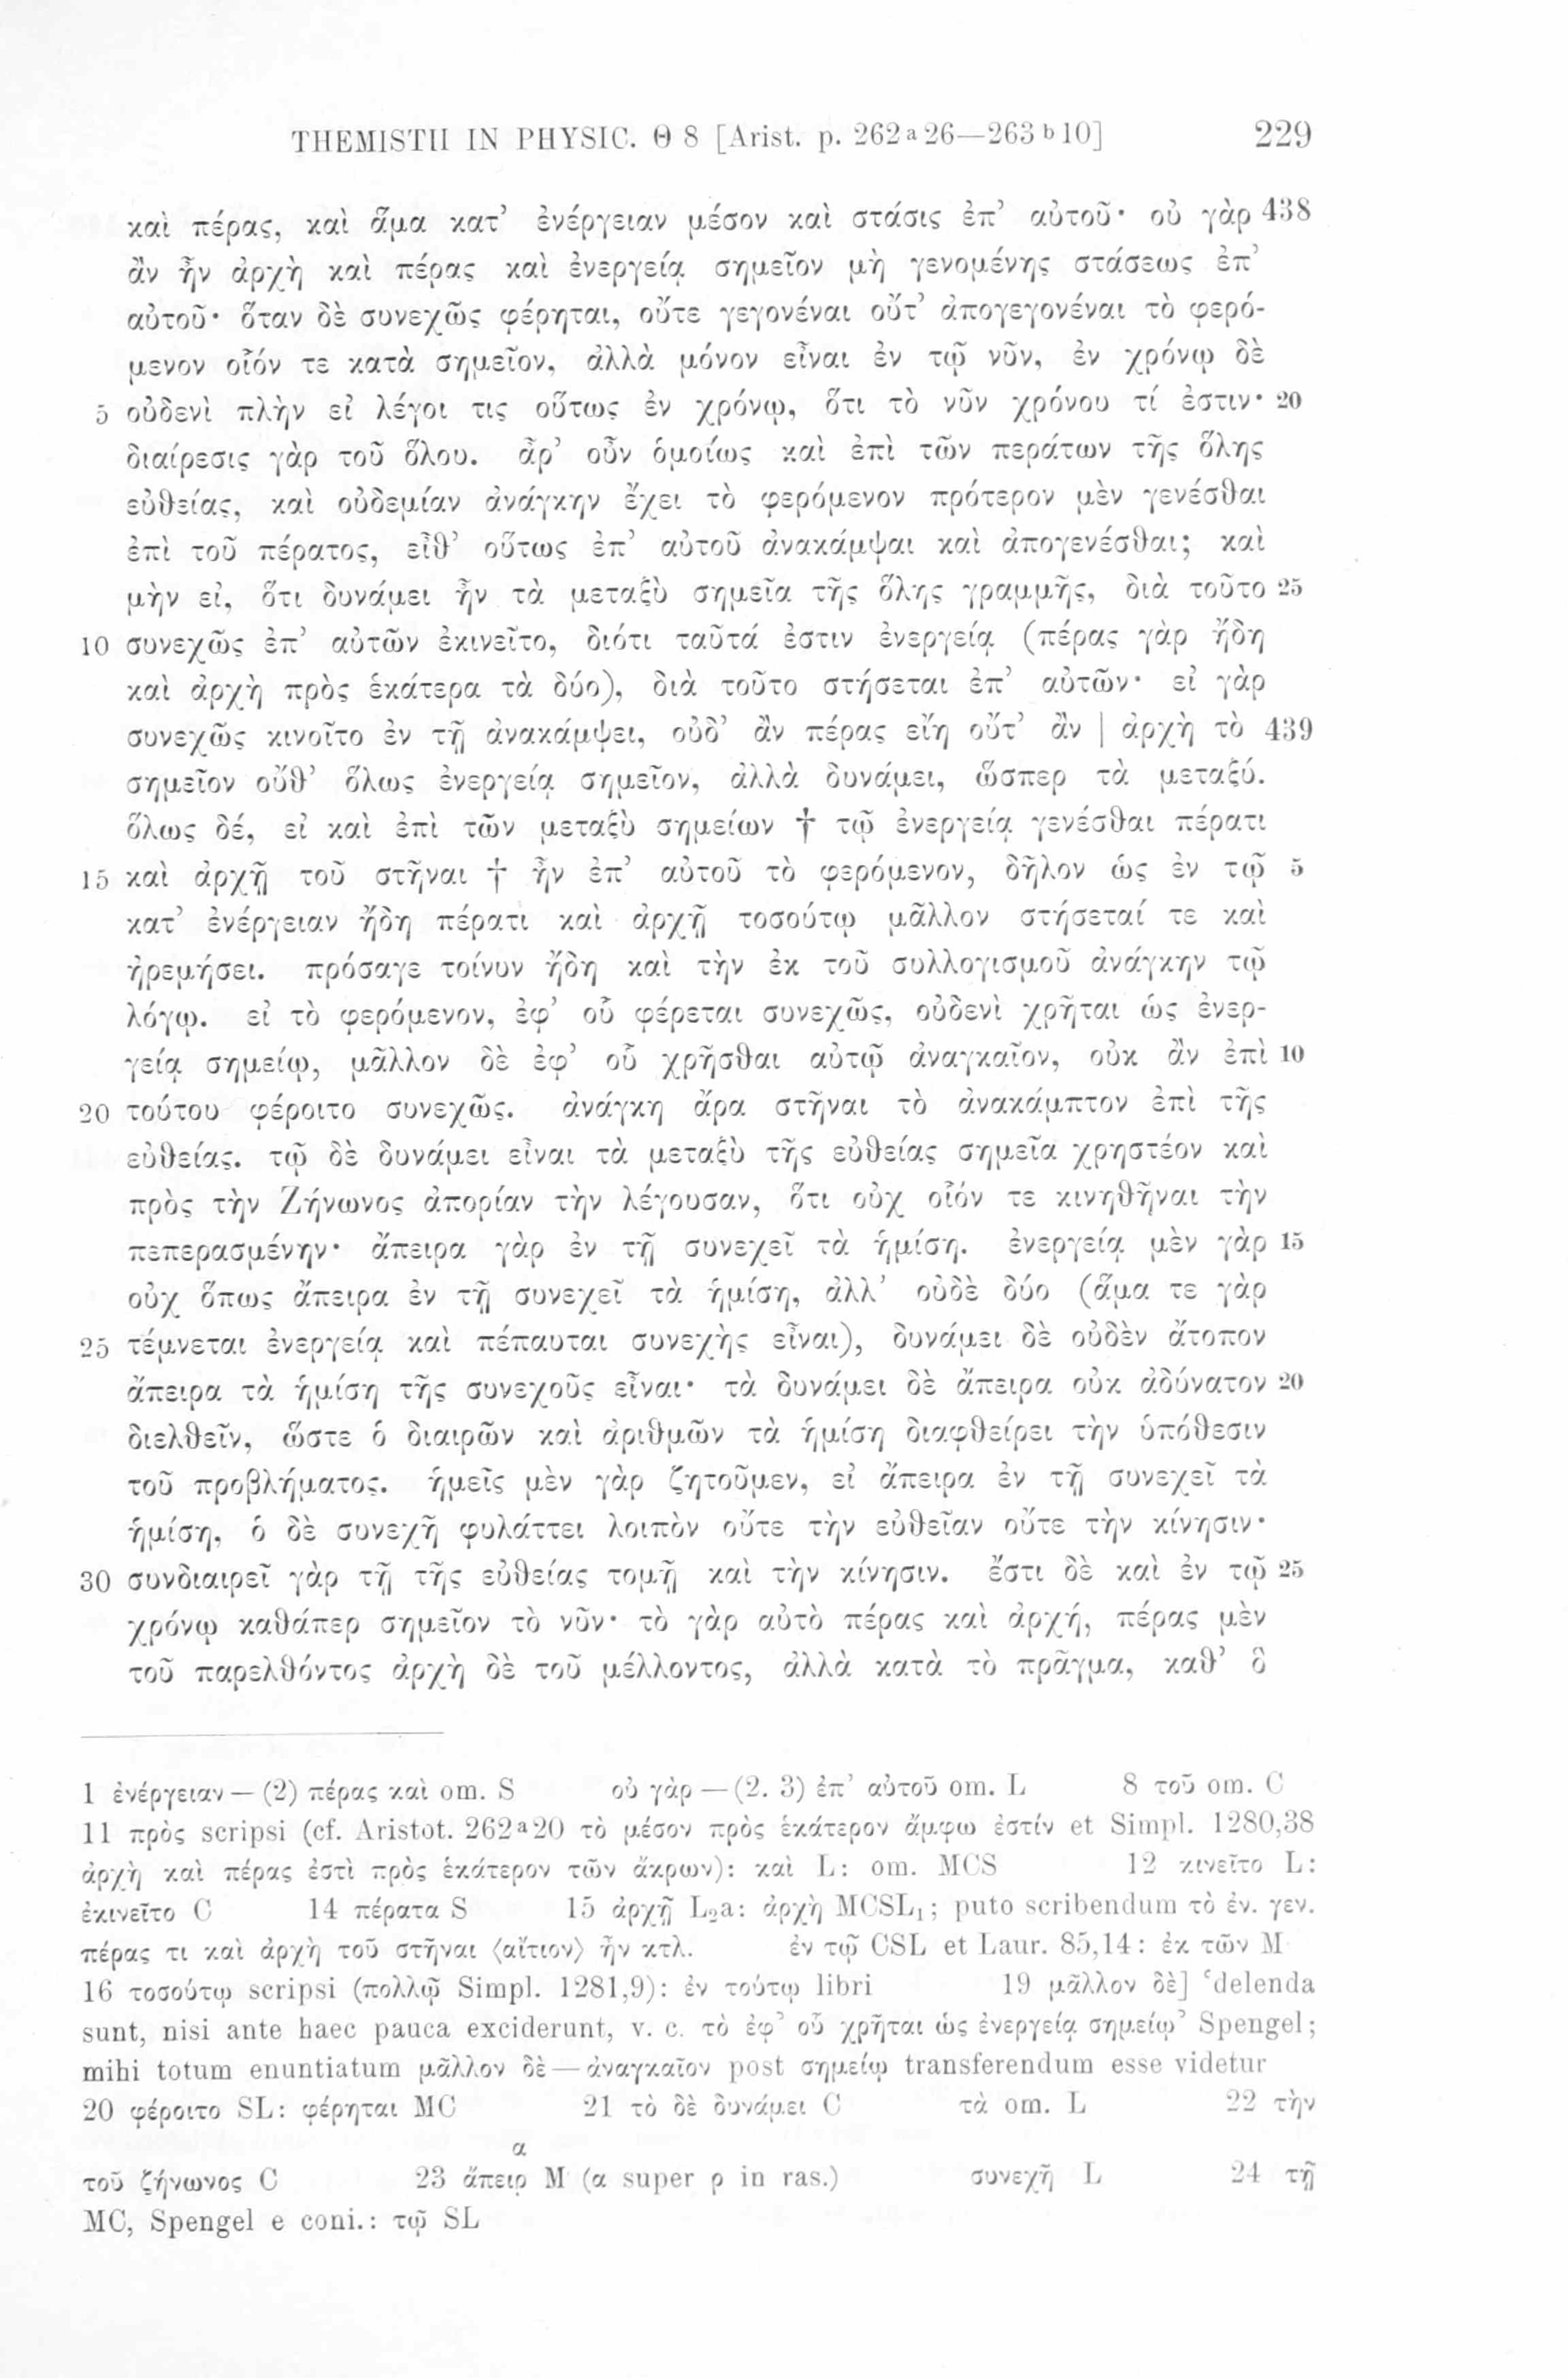 THEMISTII IN PHYSIC. Θ 8 [Arist. p. 262ᵃ26—263ᵇ10] 229
καὶ πέρας, καὶ ἅμα κατ’ ἐνέργειαν μέσον καὶ στάσις ἐπ’ αὐτοῦ· οὐ γὰρ 438
ἂν ἦν ἀρχὴ καὶ πέρας καὶ ἐνεργείᾳ σημεῖον μὴ γενομένης στάσεως ἐπ’
αὐτοῦ· ὅταν δὲ συνεχῶς φέρηται, οὔτε γεγονέναι οὔτ’ ἀπογεγονέναι τὸ φερό-
μενον οἷόν τε κατὰ σημεῖον, ἀλλὰ μόνον εἶναι ἐν τῷ νῦν, ἐν χρόνῳ δὲ
5 οὐδενὶ πλὴν εἰ λέγοι τις οὕτως ἐν χρόνῳ, ὅτι τὸ νῦν χρόνου τί ἐστιν· 20
διαίρεσις γὰρ τοῦ ὅλου. ἆρ’ οὖν ὁμοίως καὶ ἐπὶ τῶν περάτων τῆς ὅλης
εὐθείας, καὶ οὐδεμίαν ἀνάγκην ἔχει τὸ φερόμενον πρότερον μὲν γενέσθαι
ἐπὶ τοῦ πέρατος, εἶθ’ οὕτως ἐπ’ αὐτοῦ ἀνακάμψαι καὶ ἀπογενέσθαι; καὶ
μὴν εἰ, ὅτι δυνάμει ἦν τὰ μεταξὺ σημεῖα τῆς ὅλης γραμμῆς, διὰ τοῦτο 25
10 συνεχῶς ἐπ’ αὐτῶν ἐκινεῖτο, διότι ταῦτά ἐστιν ἐνεργείᾳ (πέρας γὰρ ἤδη
καὶ ἀρχὴ πρὸς ἑκάτερα τὰ δύο), διὰ τοῦτο στήσεται ἐπ’ αὐτῶν· εἰ γὰρ
συνεχῶς κινοῖτο ἐν τῇ ἀνακάμψει, οὐδ’ ἂν πέρας εἴη οὔτ’ ἂν | ἀρχὴ τὸ 439
σημεῖον οὔθ’ ὅλως ἐνεργείᾳ σημεῖον, ἀλλὰ δυνάμει, ὥσπερ τὰ μεταξύ.
ὅλως δέ, εἰ καὶ ἐπὶ τῶν μεταξὺ σημείων † τῷ ἐνεργείᾳ γενέσθαι πέρατι
15 καὶ ἀρχῇ τοῦ στῆναι † ἦν ἐπ’ αὐτοῦ τὸ φερόμενον, δῆλον ὡς ἐν τῷ 5
κατ’ ἐνέργειαν ἤδη πέρατι καὶ ἀρχῇ τοσούτῳ μᾶλλον στήσεταί τε καὶ
ἠρεμήσει. πρόσαγε τοίνυν ἤδη καὶ τὴν ἐκ τοῦ συλλογισμοῦ ἀνάγκην τῷ
λόγῳ. εἰ τὸ φερόμενον, ἐφ’ οὗ φέρεται συνεχῶς, οὐδενὶ χρῆται ὡς ἐνερ-
γείᾳ σημείῳ, μᾶλλον δὲ ἐφ’ οὗ χρῆσθαι αὐτῷ ἀναγκαῖον, οὐκ ἂν ἐπὶ 10
20 τούτου φέροιτο συνεχῶς. ἀνάγκη ἄρα στῆναι τὸ ἀνακάμπτον ἐπὶ τῆς
εὐθείας. τῷ δὲ δυνάμει εἶναι τὰ μεταξὺ τῆς εὐθείας σημεῖα χρηστέον καὶ
πρὸς τὴν Ζήνωνος ἀπορίαν τὴν λέγουσαν, ὅτι οὐχ οἷόν τε κινηθῆναι τὴν
πεπερασμένην· ἄπειρα γὰρ ἐν τῇ συνεχεῖ τὰ ἡμίση. ἐνεργείᾳ μὲν γὰρ 15
οὐχ ὅπως ἄπειρα ἐν τῇ συνεχεῖ τὰ ἡμίση, ἀλλ’ οὐδὲ δύο (ἅμα τε γὰρ
25 τέμνεται ἐνεργείᾳ καὶ πέπαυται συνεχὴς εἶναι), δυνάμει δὲ οὐδὲν ἄτοπον
ἄπειρα τὰ ἡμίση τῆς συνεχοῦς εἶναι· τὰ δυνάμει δὲ ἄπειρα οὐκ ἀδύνατον 20
διελθεῖν, ὥστε ὁ διαιρῶν καὶ ἀριθμῶν τὰ ἡμίση διαφθείρει τὴν ὑπόθεσιν
τοῦ προβλήματος. ἡμεῖς μὲν γὰρ ζητοῦμεν, εἰ ἄπειρα ἐν τῇ συνεχεῖ τὰ
ἡμίση, ὁ δὲ συνεχῆ φυλάττει λοιπὸν οὔτε τὴν εὐθεῖαν οὔτε τὴν κίνησιν·
30 συνδιαιρεῖ γὰρ τῇ τῆς εὐθείας τομῇ καὶ τὴν κίνησιν. ἔστι δὲ καὶ ἐν τῷ 25
χρόνῳ καθάπερ σημεῖον τὸ νῦν· τὸ γὰρ αὐτὸ πέρας καὶ ἀρχή, πέρας μὲν
τοῦ παρελθόντος ἀρχὴ δὲ τοῦ μέλλοντος, ἀλλὰ κατὰ τὸ πρᾶγμα, καθ’ ὃ
1 ἐνέργειαν — (2) πέρας καὶ om. S οὐ γὰρ — (2. 3) ἐπ’ αὐτοῦ om. L 8 τοῦ om. C
11 πρὸς scripsi (cf. Aristot. 262ᵃ20 τὸ μέσον πρὸς ἑκάτερον ἄμφω ἐστίν et Simpl. 1280,38
ἀρχὴ καὶ πέρας ἐστὶ πρὸς ἑκάτερον τῶν ἄκρων): καὶ L: om. MCS 12 κινεῖτο L:
ἐκινεῖτο C 14 πέρατα S 15 ἀρχῇ L₂a: ἀρχὴ MCSL₁; puto scribendum τὸ ἐν. γεν.
πέρας τι καὶ ἀρχὴ τοῦ στῆναι ⟨αἴτιον⟩ ἦν κτλ. ἐν τῷ CSL et Laur. 85,14: ἐκ τῶν M
16 τοσούτῳ scripsi (πολλῷ Simpl. 1281,9): ἐν τούτῳ libri 19 μᾶλλον δὲ] ‘delenda
sunt, nisi ante haec pauca exciderunt, v. c. τὸ ἐφ’ οὗ χρῆται ὡς ἐνεργείᾳ σημείῳ’ Spengel;
mihi totum enuntiatum μᾶλλον δὲ — ἀναγκαῖον post σημείῳ transferendum esse videtur
20 φέροιτο SL: φέρηται MC 21 τὸ δὲ δυνάμει C τὰ om. L 22 τὴν
α
τοῦ ζήνωνος C 23 ἄπειρ M (α super ρ in ras.) συνεχῆ L 24 τῇ
MC, Spengel e coni.: τῷ SL